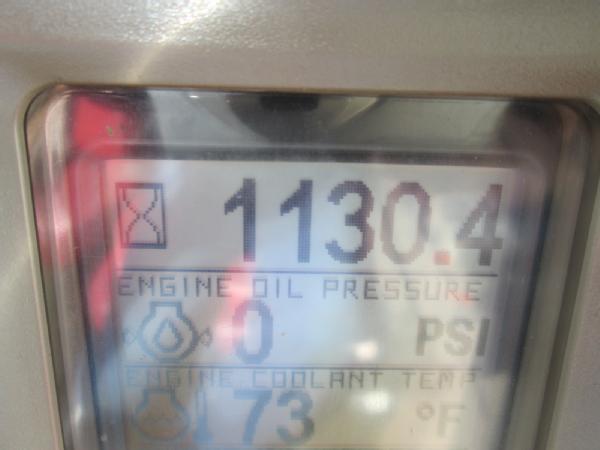 1130.4
ENGINE OIL PRESSURE
0 PSI
ENGINE COOLANT TEMP
73 °F